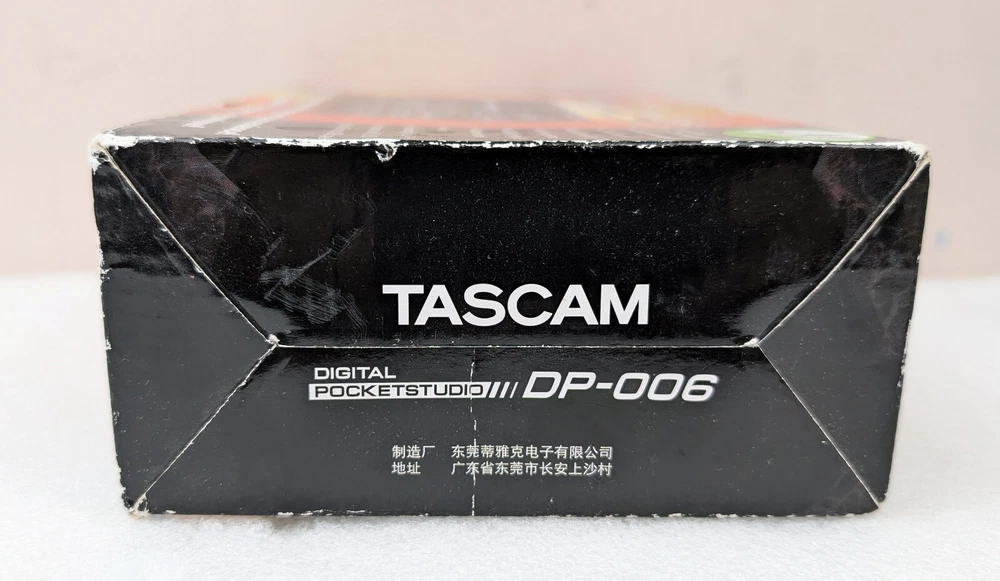 TASCAM
DIGITAL
POCKETSTUDIO DP-006
制造厂 东莞蒂雅克电子有限公司
地址 广东省东莞市长安上沙村